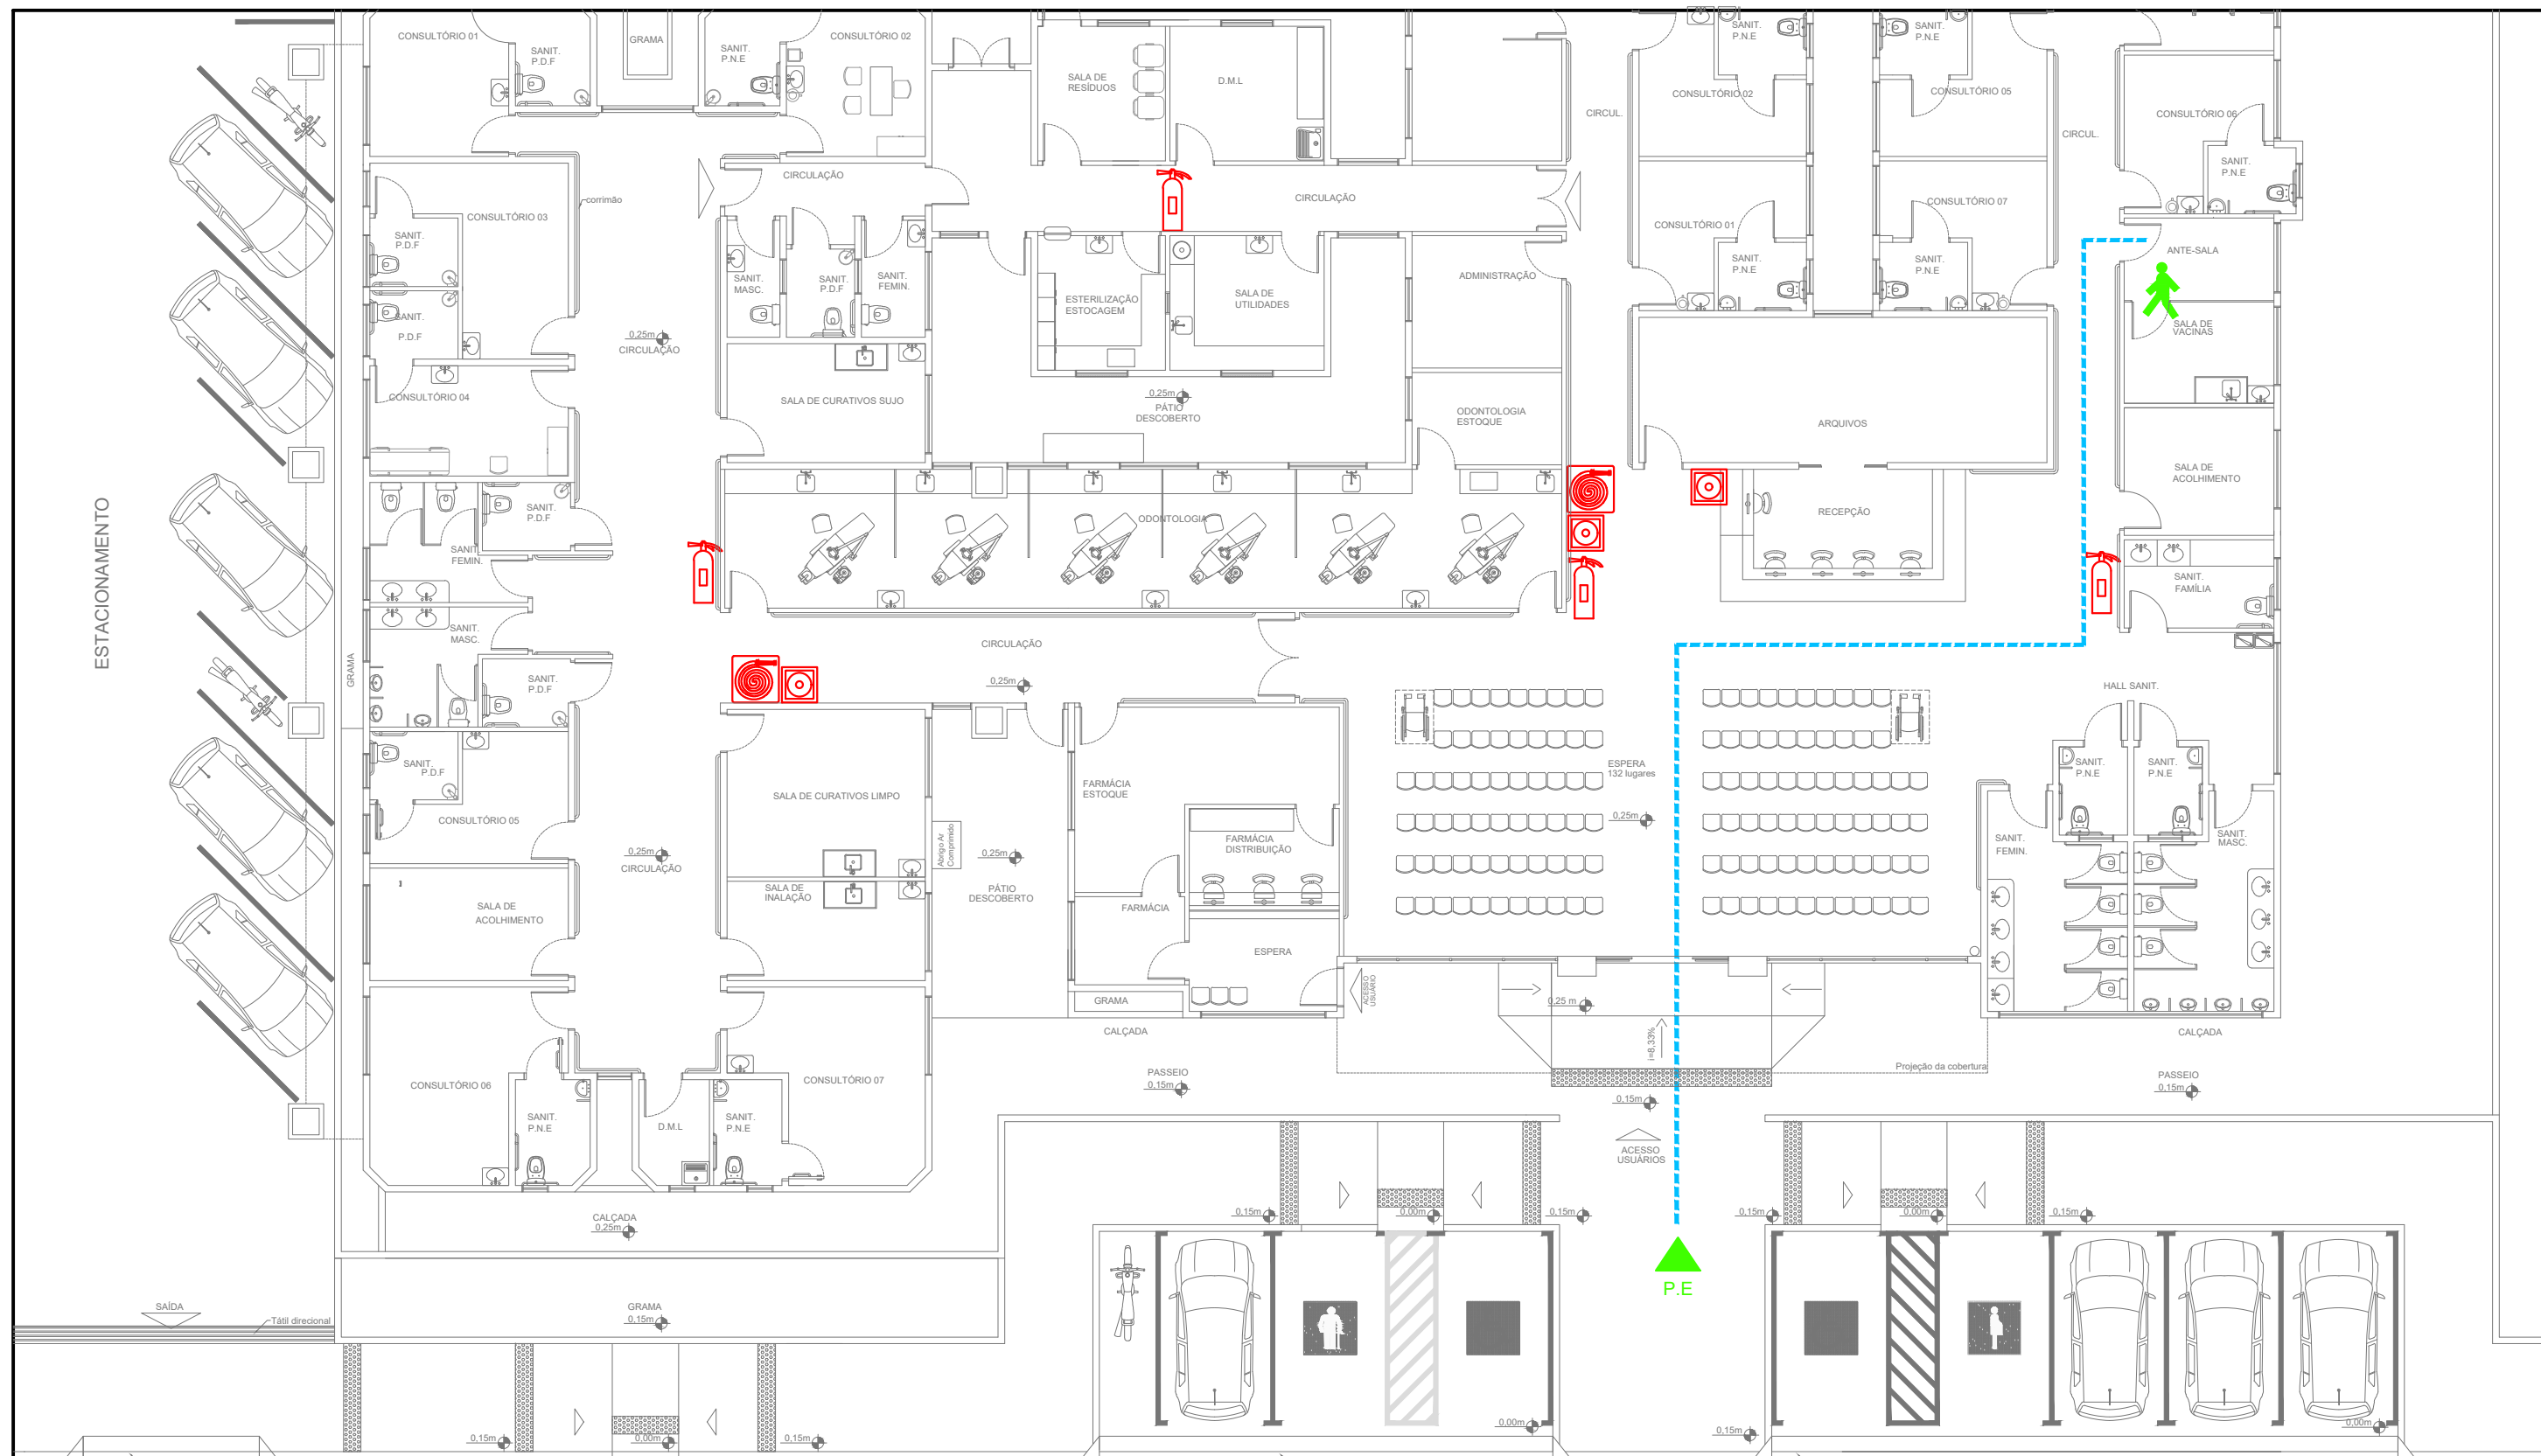 CONSULTÓRIO 01
SANIT.
P.D.F
GRAMA
SANIT.
P.N.E
CONSULTÓRIO 02
SALA DE
RESÍDUOS
D.M.L
CIRCUL.
SANIT.
P.N.E
CONSULTÓRIO 02
SANIT.
P.N.E
CONSULTÓRIO 05
CIRCUL.
CONSULTÓRIO 06
SANIT.
P.N.E
CIRCULAÇÃO
CIRCULAÇÃO
corrimão
CONSULTÓRIO 03
SANIT.
P.D.F
SANIT.
P.D.F
CONSULTÓRIO 04
0,25m
CIRCULAÇÃO
SANIT.
MASC.
SANIT.
P.D.F
SANIT.
FEMIN.
SALA DE CURATIVOS SUJO
ESTERILIZAÇÃO
ESTOCAGEM
SALA DE
UTILIDADES
0,25m
PÁTIO
DESCOBERTO
ADMINISTRAÇÃO
ODONTOLOGIA
ESTOQUE
CONSULTÓRIO 01
SANIT.
P.N.E
CONSULTÓRIO 07
SANIT.
P.N.E
ANTE-SALA
SALA DE
VACINAS
ARQUIVOS
RECEPÇÃO
SALA DE
ACOLHIMENTO
SANIT.
FAMÍLIA
ESTACIONAMENTO
SANIT.
P.D.F
SANIT.
FEMIN.
SANIT.
MASC.
SANIT.
P.D.F
GRAMA
ODONTOLOGIA
CIRCULAÇÃO
0,25m
HALL SANIT.
SANIT.
P.D.F
CONSULTÓRIO 05
SALA DE CURATIVOS LIMPO
Abrigo Ar
Comprimido
0,25m
PÁTIO
DESCOBERTO
FARMÁCIA
ESTOQUE
FARMÁCIA
DISTRIBUIÇÃO
FARMÁCIA
ESPERA
132 lugares
0,25m
SANIT.
P.N.E
SANIT.
P.N.E
SANIT.
FEMIN.
SANIT.
MASC.
0,25m
CIRCULAÇÃO
SALA DE
ACOLHIMENTO
SALA DE
INALAÇÃO
ESPERA
ACESSO
USUÁRIO
GRAMA
CALÇADA
0,25 m
i=8,33%
CALÇADA
Projeção da cobertura
PASSEIO
0,15m
PASSEIO
0,15m
0,15m
ACESSO
USUÁRIOS
CONSULTÓRIO 06
SANIT.
P.N.E
D.M.L
SANIT.
P.N.E
CONSULTÓRIO 07
CALÇADA
0,25m
0,15m
0,00m
0,15m
0,15m
0,00m
0,15m
P.E
SAÍDA
Tátil direcional
GRAMA
0,15m
0,15m
0,00m
0,15m
0,00m
0,15m
0,00m